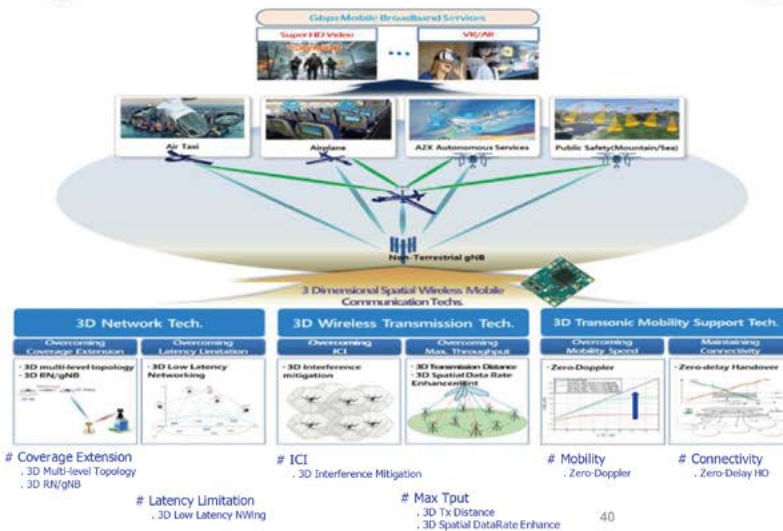 Gbps Mobile Broadband Services
Super HD Video
...
VR/AR
Air Taxi
Airplane
A2X Autonomous Services
Public Safety(Mountain/Sea)
Non-Terrestrial gNB
3 Dimensional Spatial Wireless Mobile
Communication Techs.
3D Network Tech.
3D Wireless Transmission Tech.
3D Transonic Mobility Support Tech.
Overcoming
Coverage Extension
Overcoming
Latency Limitation
Overcoming
ICI
Overcoming
Max. Throughput
Overcoming
Mobility Speed
Maintaining
Connectivity
· 3D multi-level topology
· 3D RN/gNB
· 3D Low Latency
Networking
· 3D Interference
mitigation
· 3D Transmission Distance
· 3D Spatial Data Rate
Enhancement
· Zero-Doppler
· Zero-delay Handover
# Coverage Extension
. 3D Multi-level Topology
. 3D RN/gNB
# Latency Limitation
. 3D Low Latency NWing
# ICI
. 3D Interference Mitigation
# Max Tput
. 3D Tx Distance
. 3D Spatial DataRate Enhance
# Mobility
. Zero-Doppler
# Connectivity
. Zero-Delay HO
40